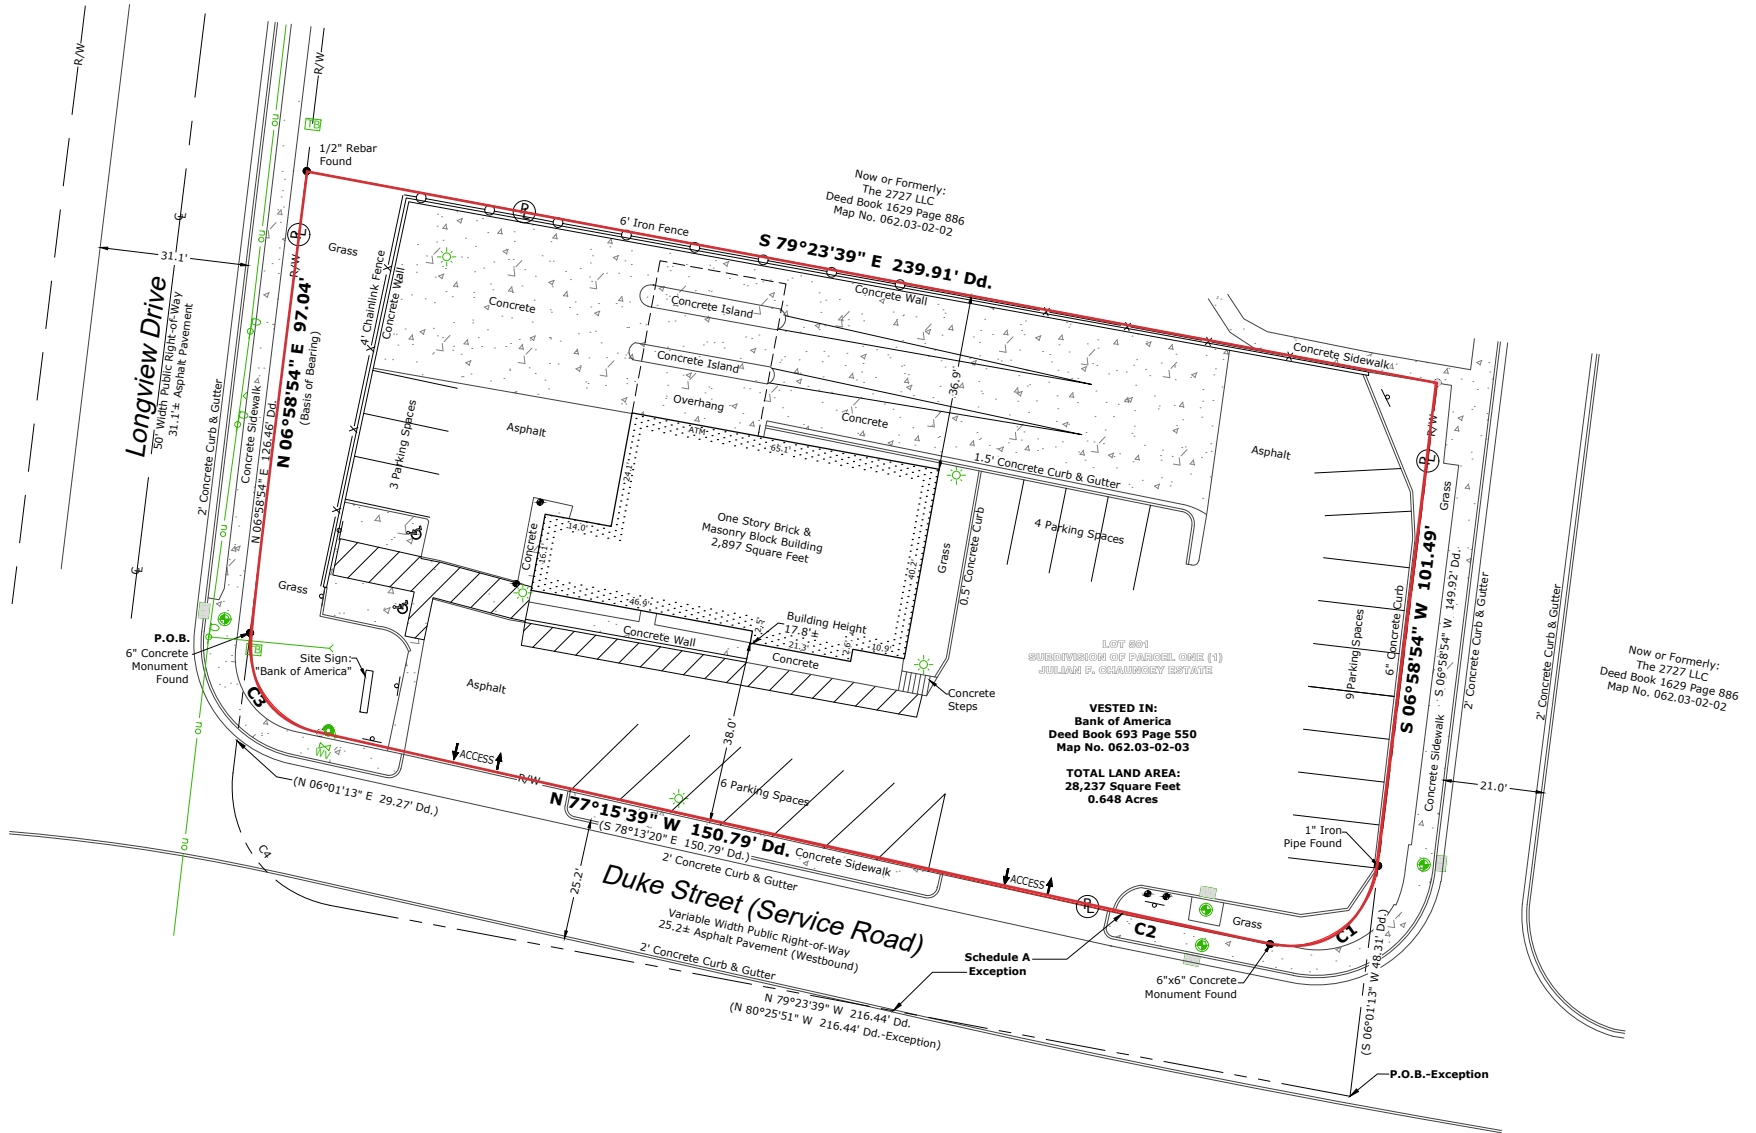 R/W
R/W
TB
1/2" Rebar
Found
Now or Formerly:
The 2727 LLC
Deed Book 1629 Page 886
Map No. 062.03-02-02
6' Iron Fence
S 79°23'39" E 239.91' Dd.
Concrete Wall
Grass
31.1'
Longview Drive
50' Width Public Right-of-Way
31.1'± Asphalt Pavement
R/W
N 06°58'54" E 97.04'
(Basis of Bearing)
N 06°58'54" E 126.46' Dd.
Concrete Sidewalk
2' Concrete Curb & Gutter
4' Chainlink Fence
Concrete Wall
Concrete
Concrete Island
Concrete Island
Overhang
Concrete
36.9'
Concrete Sidewalk
3 Parking Spaces
Asphalt
ATM
65.1'
24.1'
14.0'
16.1'
Concrete
One Story Brick &
Masonry Block Building
2,897 Square Feet
40.2'
46.9'
2.5'
21.3'
2.6'
10.9'
Building Height
17.8'±
Concrete Wall
Concrete
Concrete
Steps
1.5' Concrete Curb & Gutter
Grass
0.5' Concrete Curb
4 Parking Spaces
Asphalt
R/W
Grass
9 Parking Spaces
6" Concrete Curb
S 06°58'54" W 101.49'
S 06°58'54" W 149.92' Dd.
Concrete Sidewalk
2' Concrete Curb & Gutter
2' Concrete Curb & Gutter
21.0'
Now or Formerly:
The 2727 LLC
Deed Book 1629 Page 886
Map No. 062.03-02-02
LOT 501
SUBDIVISION OF PARCEL ONE (1)
JULIAN F. CHAUNCEY ESTATE
VESTED IN:
Bank of America
Deed Book 693 Page 550
Map No. 062.03-02-03
TOTAL LAND AREA:
28,237 Square Feet
0.648 Acres
Grass
P.O.B.
6" Concrete
Monument
Found
TB
Site Sign:
"Bank of America"
C3
WV
Asphalt
38.0'
ACCESS
R/W
6 Parking Spaces
(N 06°01'13" E 29.27' Dd.)
N 77°15'39" W 150.79' Dd.
(S 78°13'20" E 150.79' Dd.)
Concrete Sidewalk
2' Concrete Curb & Gutter
C4
25.2'
Duke Street (Service Road)
Variable Width Public Right-of-Way
25.2± Asphalt Pavement (Westbound)
2' Concrete Curb & Gutter
ACCESS
1" Iron
Pipe Found
Grass
C2
C1
Schedule A
Exception
6"x6" Concrete
Monument Found
(S 06°01'13" W 48.31' Dd.)
N 79°23'39" W 216.44' Dd.
(N 80°25'51" W 216.44' Dd.-Exception)
P.O.B.-Exception